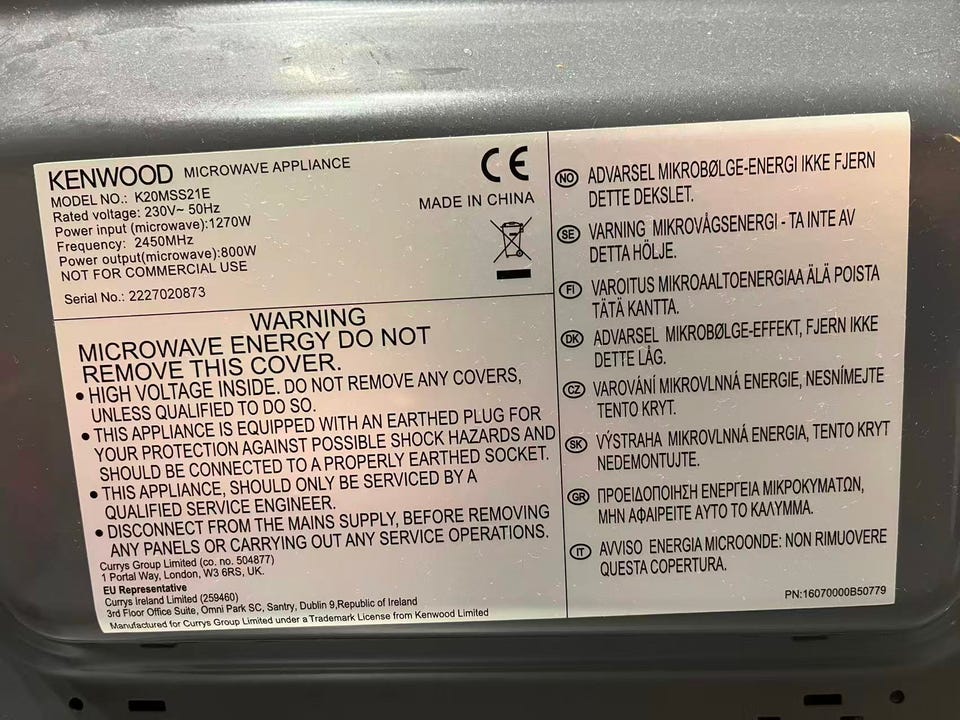 KENWOOD MICROWAVE APPLIANCE
MODEL NO.: K20MSS21E
Rated voltage: 230V~ 50Hz
Power input (microwave):1270W
Frequency: 2450MHz
Power output(microwave):800W
NOT FOR COMMERCIAL USE
Serial No.: 2227020873
CE
MADE IN CHINA
WARNING
MICROWAVE ENERGY DO NOT
REMOVE THIS COVER.
• HIGH VOLTAGE INSIDE. DO NOT REMOVE ANY COVERS,
UNLESS QUALIFIED TO DO SO.
• THIS APPLIANCE IS EQUIPPED WITH AN EARTHED PLUG FOR
YOUR PROTECTION AGAINST POSSIBLE SHOCK HAZARDS AND
SHOULD BE CONNECTED TO A PROPERLY EARTHED SOCKET.
• THIS APPLIANCE, SHOULD ONLY BE SERVICED BY A
QUALIFIED SERVICE ENGINEER.
• DISCONNECT FROM THE MAINS SUPPLY, BEFORE REMOVING
ANY PANELS OR CARRYING OUT ANY SERVICE OPERATIONS.
Currys Group Limited (co. no. 504877)
1 Portal Way, London, W3 6RS, UK.
EU Representative
Currys Ireland Limited (259460)
3rd Floor Office Suite, Omni Park SC, Santry, Dublin 9,Republic of Ireland
Manufactured for Currys Group Limited under a Trademark License from Kenwood Limited
NO ADVARSEL MIKROBØLGE-ENERGI IKKE FJERN
DETTE DEKSLET.
SE VARNING MIKROVÅGSENERGI - TA INTE AV
DETTA HÖLJE.
FI VAROITUS MIKROAALTOENERGIAA ÄLÄ POISTA
TÄTÄ KANTTA.
DK ADVARSEL MIKROBØLGE-EFFEKT, FJERN IKKE
DETTE LÅG.
CZ VAROVÁNÍ MIKROVLNNÁ ENERGIE, NESNÍMEJTE
TENTO KRYT.
SK VÝSTRAHA MIKROVLNNÁ ENERGIA, TENTO KRYT
NEDEMONTUJTE.
GR ΠΡΟΕΙΔΟΠΟΙΗΣΗ ΕΝΕΡΓΕΙΑ ΜΙΚΡΟΚΥΜΑΤΩΝ,
ΜΗΝ ΑΦΑΙΡΕΙΤΕ ΑΥΤΟ ΤΟ ΚΑΛΥΜΜΑ.
IT AVVISO ENERGIA MICROONDE: NON RIMUOVERE
QUESTA COPERTURA.
PN:16070000B50779